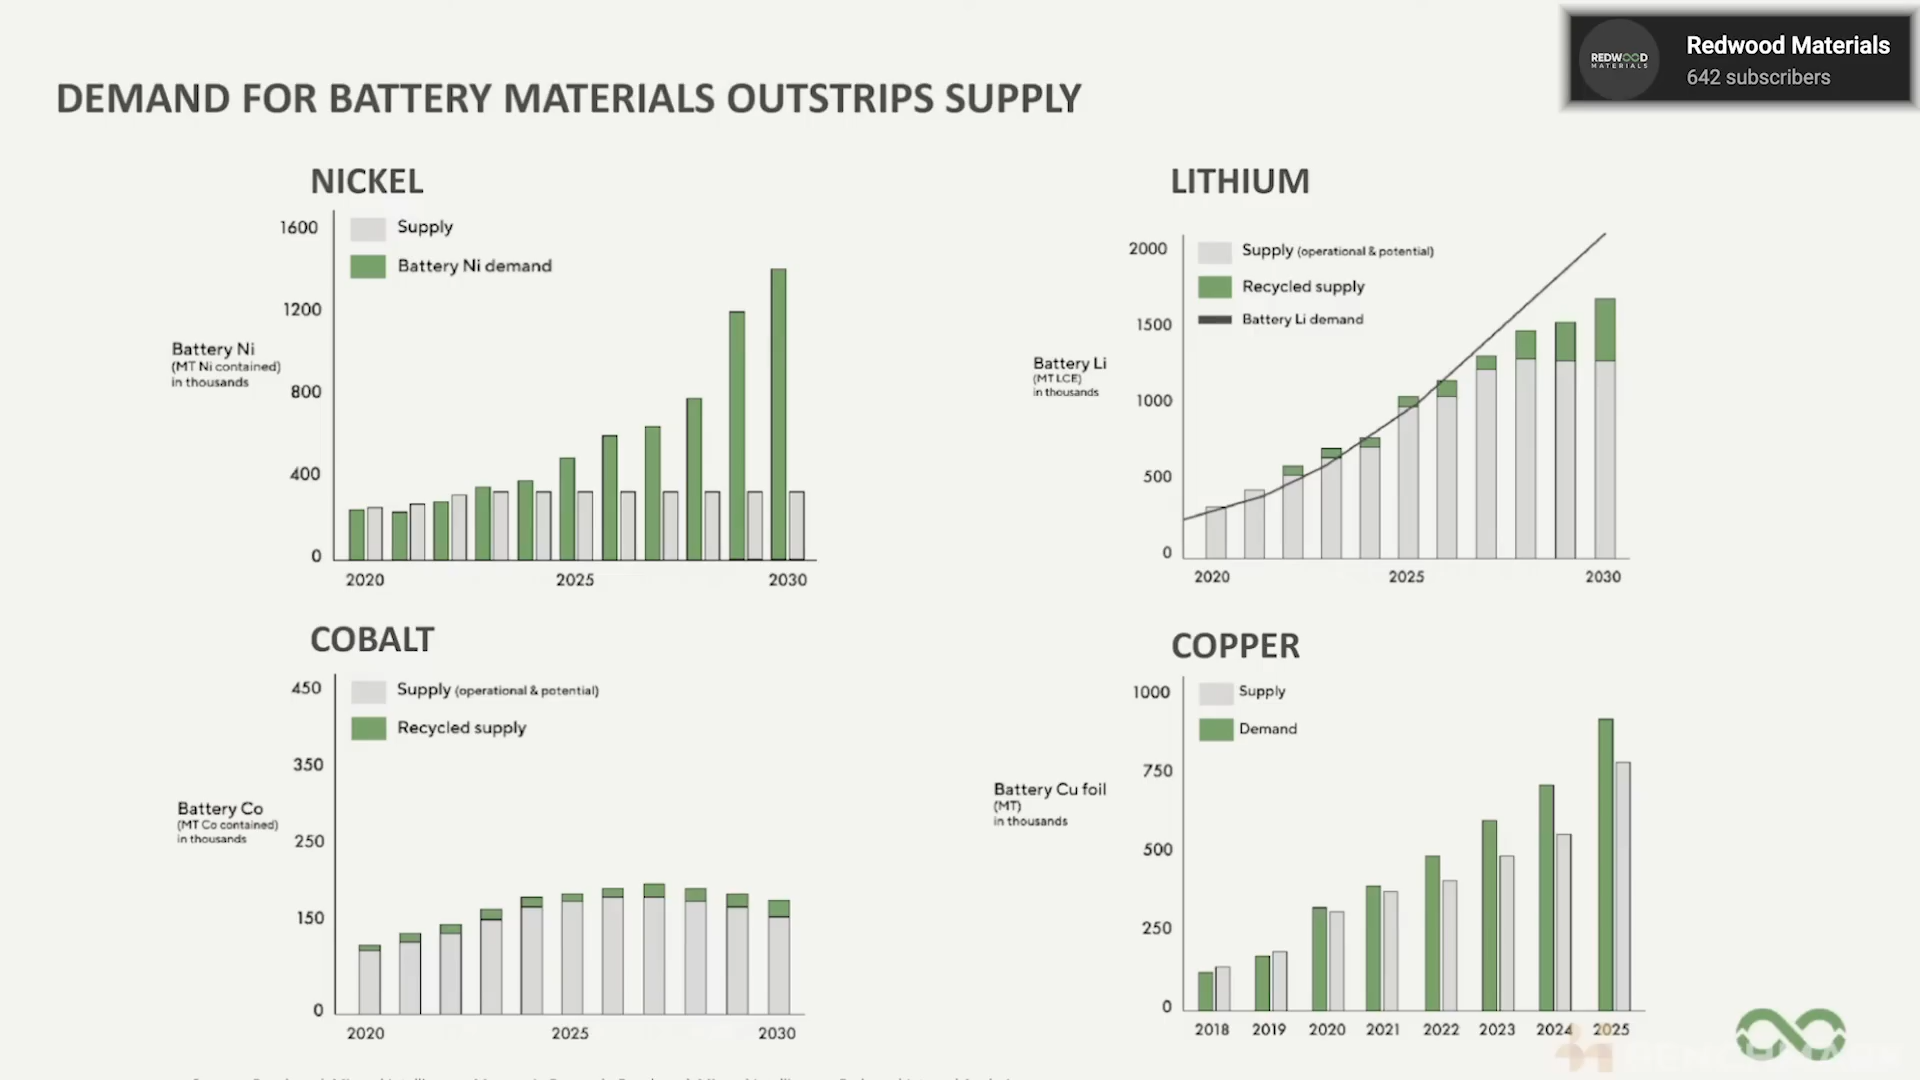 REDWOOD
MATERIALS
Redwood Materials
642 subscribers
DEMAND FOR BATTERY MATERIALS OUTSTRIPS SUPPLY
NICKEL
Supply
Battery Ni demand
Battery Ni
(MT Ni contained)
in thousands
1600
1200
800
400
0
2020
2025
2030
LITHIUM
Supply (operational & potential)
Recycled supply
Battery Li demand
Battery Li
(MT LCE)
in thousands
2000
1500
1000
500
0
2020
2025
2030
COBALT
Supply (operational & potential)
Recycled supply
Battery Co
(MT Co contained)
in thousands
450
350
250
150
0
2020
2025
2030
COPPER
Supply
Demand
Battery Cu foil
(MT)
in thousands
1000
750
500
250
0
2018
2019
2020
2021
2022
2023
2024
2025